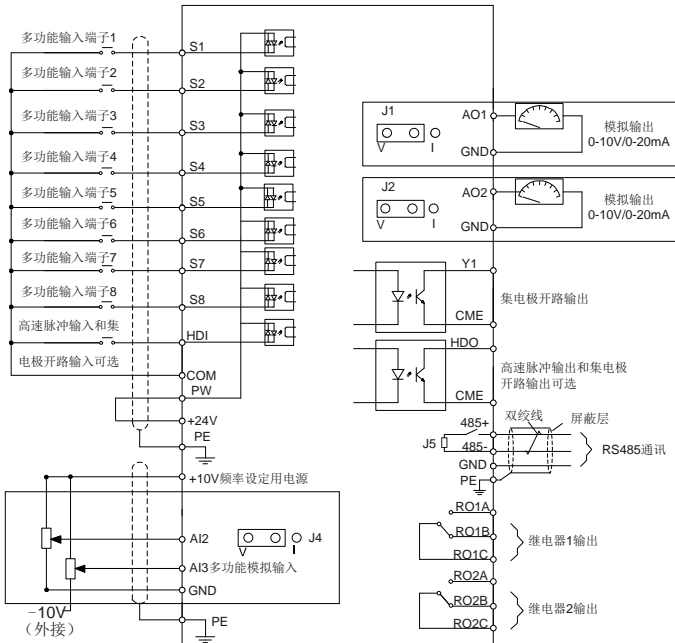 多功能输入端子1
S1
多功能输入端子2
S2
多功能输入端子3
S3
多功能输入端子4
S4
多功能输入端子5
S5
多功能输入端子6
S6
多功能输入端子7
S7
多功能输入端子8
S8
高速脉冲输入和集
电极开路输入可选
HDI
COM
PW
+24V
PE
+10V频率设定用电源
AI2
V
I
J4
AI3多功能模拟输入
GND
-10V
(外接)
PE
J1
V
I
AO1
GND
模拟输出
0-10V/0-20mA
J2
V
I
AO2
GND
模拟输出
0-10V/0-20mA
Y1
集电极开路输出
CME
HDO
高速脉冲输出和集电极
开路输出可选
CME
双绞线
屏蔽层
485+
J5
485-
RS485通讯
GND
PE
RO1A
RO1B
继电器1输出
RO1C
RO2A
RO2B
继电器2输出
RO2C